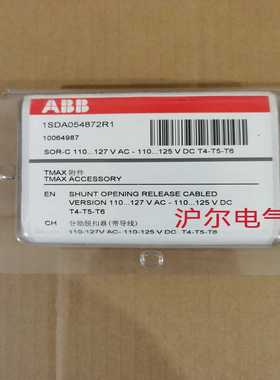 ABB
1SDA054872R1
10064987
SOR-C 110...127 V AC - 110...125 V DC T4-T5-T6
TMAX 附件
TMAX ACCESSORY
EN SHUNT OPENING RELEASE CABLED
VERSION 110...127 V AC - 110...125 V DC
T4-T5-T6
沪尔电气
CH 分励脱扣器(带导线)
110-127V AC- 110-125 V DC T4-T5-T6